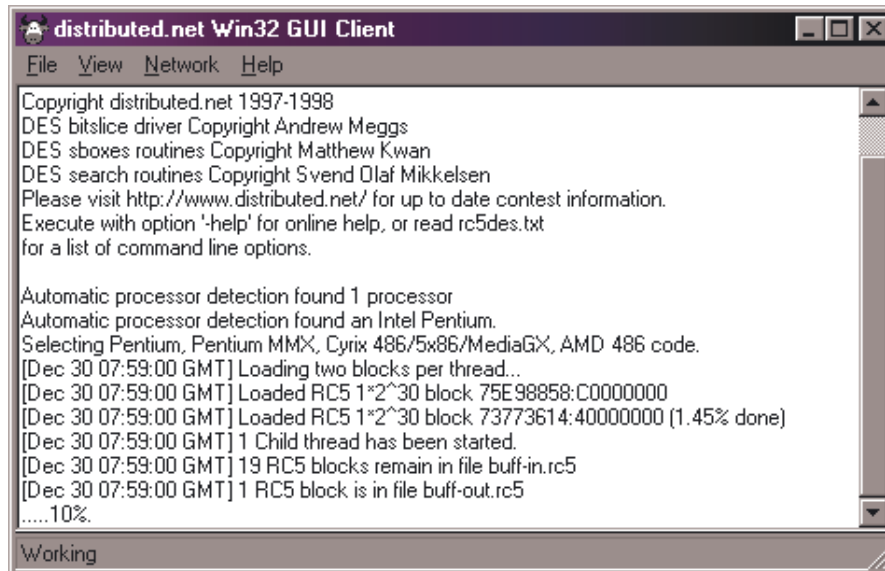 distributed.net Win32 GUI Client
File View Network Help
Copyright distributed.net 1997-1998
DES bitslice driver Copyright Andrew Meggs
DES sboxes routines Copyright Matthew Kwan
DES search routines Copyright Svend Olaf Mikkelsen
Please visit http://www.distributed.net/ for up to date contest information.
Execute with option '-help' for online help, or read rc5des.txt
for a list of command line options.
Automatic processor detection found 1 processor
Automatic processor detection found an Intel Pentium.
Selecting Pentium, Pentium MMX, Cyrix 486/5x86/MediaGX, AMD 486 code.
[Dec 30 07:59:00 GMT] Loading two blocks per thread...
[Dec 30 07:59:00 GMT] Loaded RC5 1*2^30 block 75E98858:C0000000
[Dec 30 07:59:00 GMT] Loaded RC5 1*2^30 block 73773614:40000000 (1.45% done)
[Dec 30 07:59:00 GMT] 1 Child thread has been started.
[Dec 30 07:59:00 GMT] 19 RC5 blocks remain in file buff-in.rc5
[Dec 30 07:59:00 GMT] 1 RC5 block is in file buff-out.rc5
.....10%.
Working